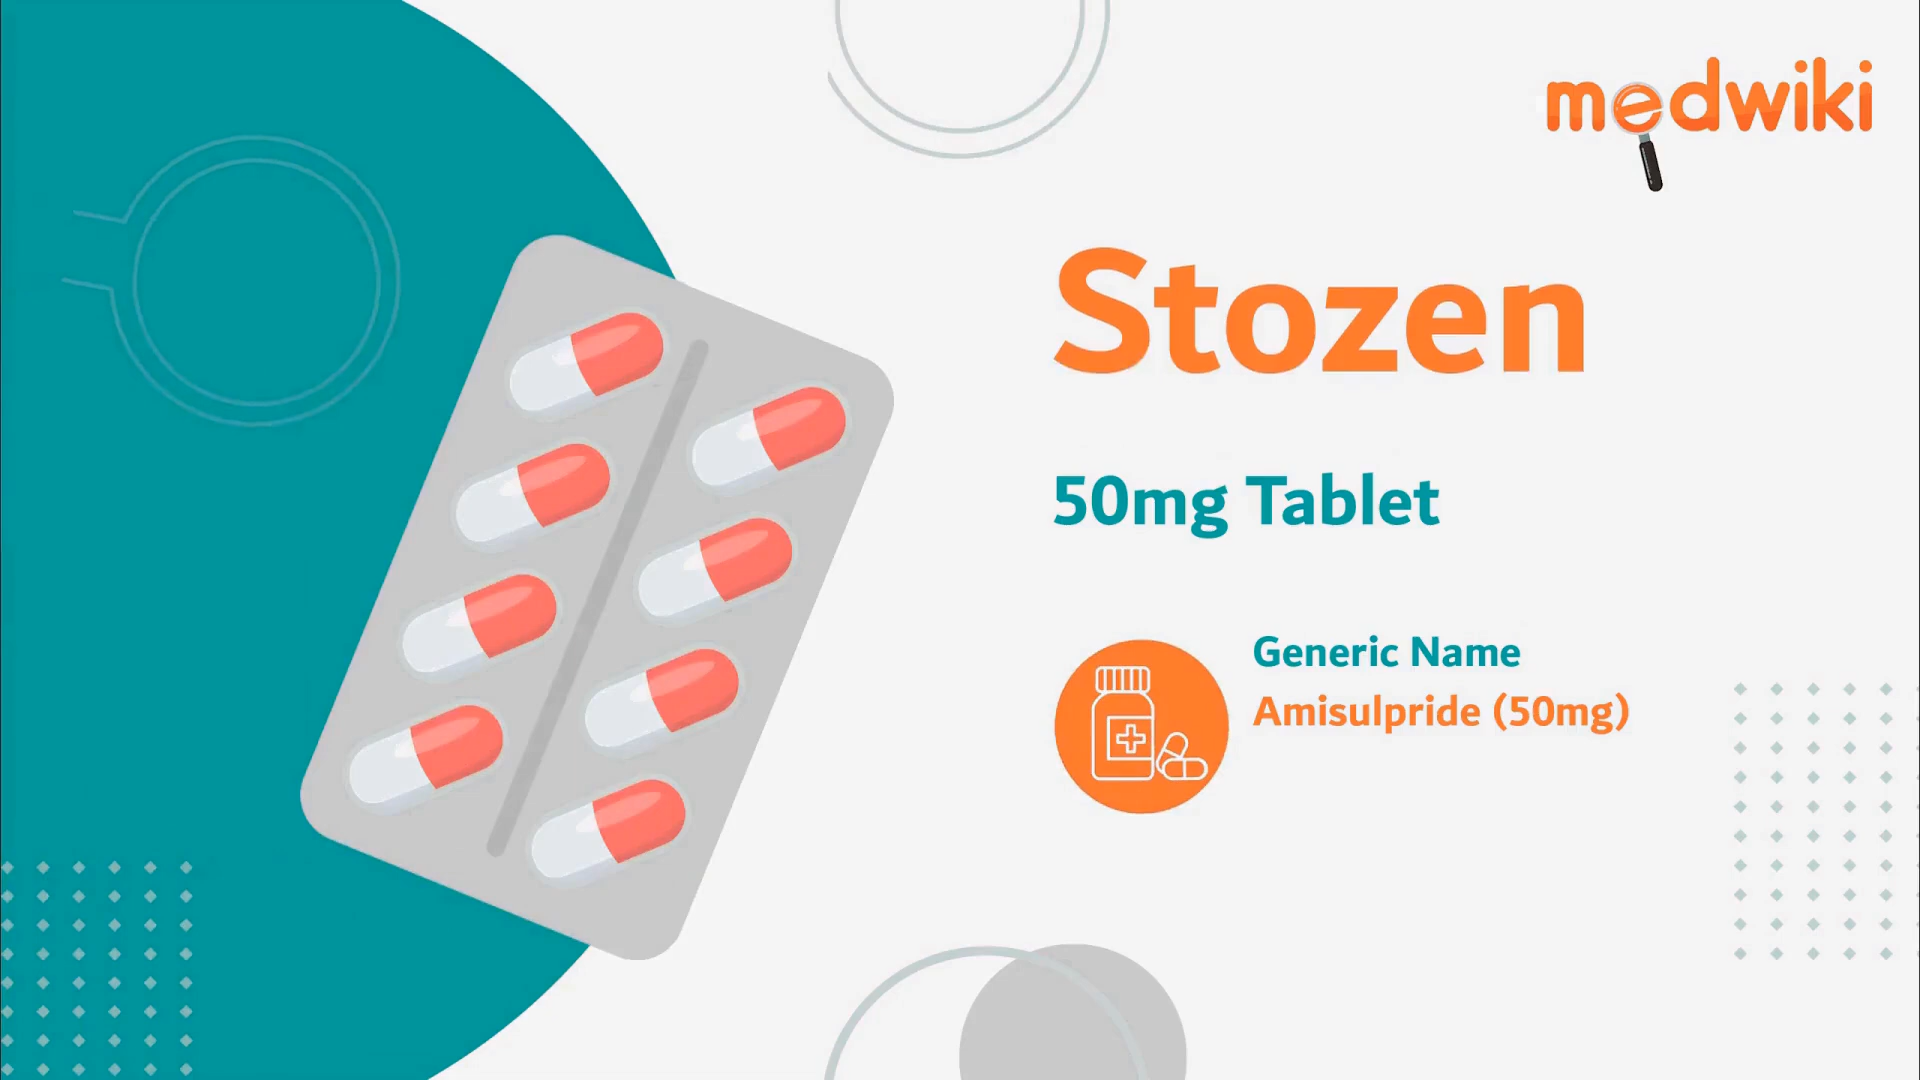 medwiki
Stozen
50mg Tablet
Generic Name
Amisulpride (50mg)